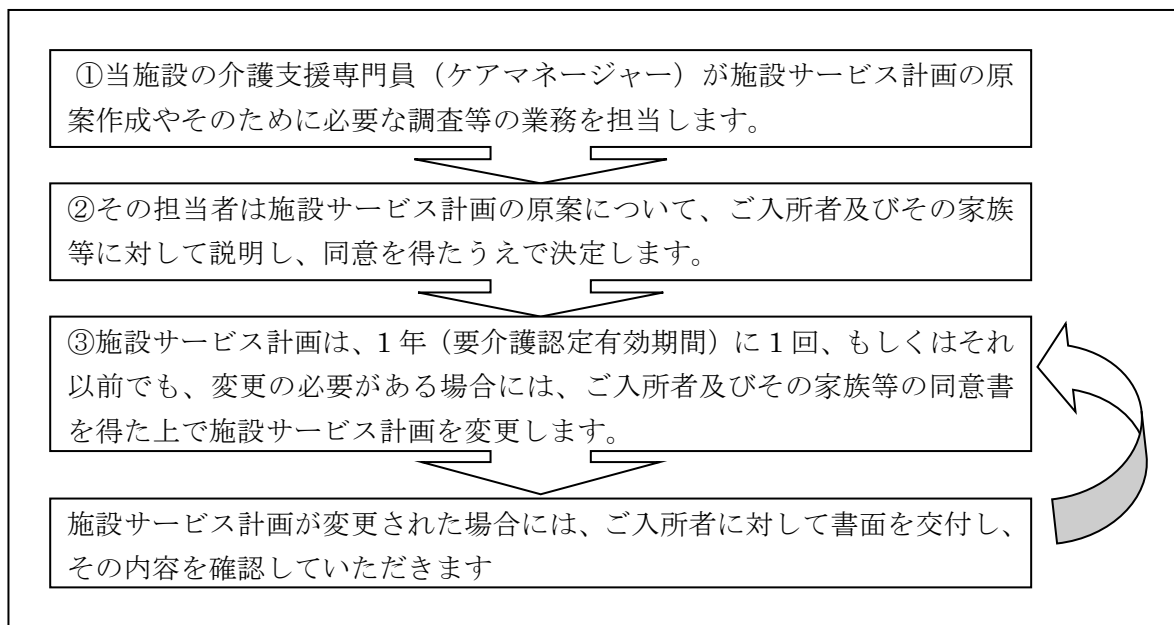 ①当施設の介護支援専門員（ケアマネージャー）が施設サービス計画の原
案作成やそのために必要な調査等の業務を担当します。
②その担当者は施設サービス計画の原案について、ご入所者及びその家族
等に対して説明し、同意を得たうえで決定します。
③施設サービス計画は、１年（要介護認定有効期間）に１回、もしくはそれ
以前でも、変更の必要がある場合には、ご入所者及びその家族等の同意書
を得た上で施設サービス計画を変更します。
施設サービス計画が変更された場合には、ご入所者に対して書面を交付し、
その内容を確認していただきます